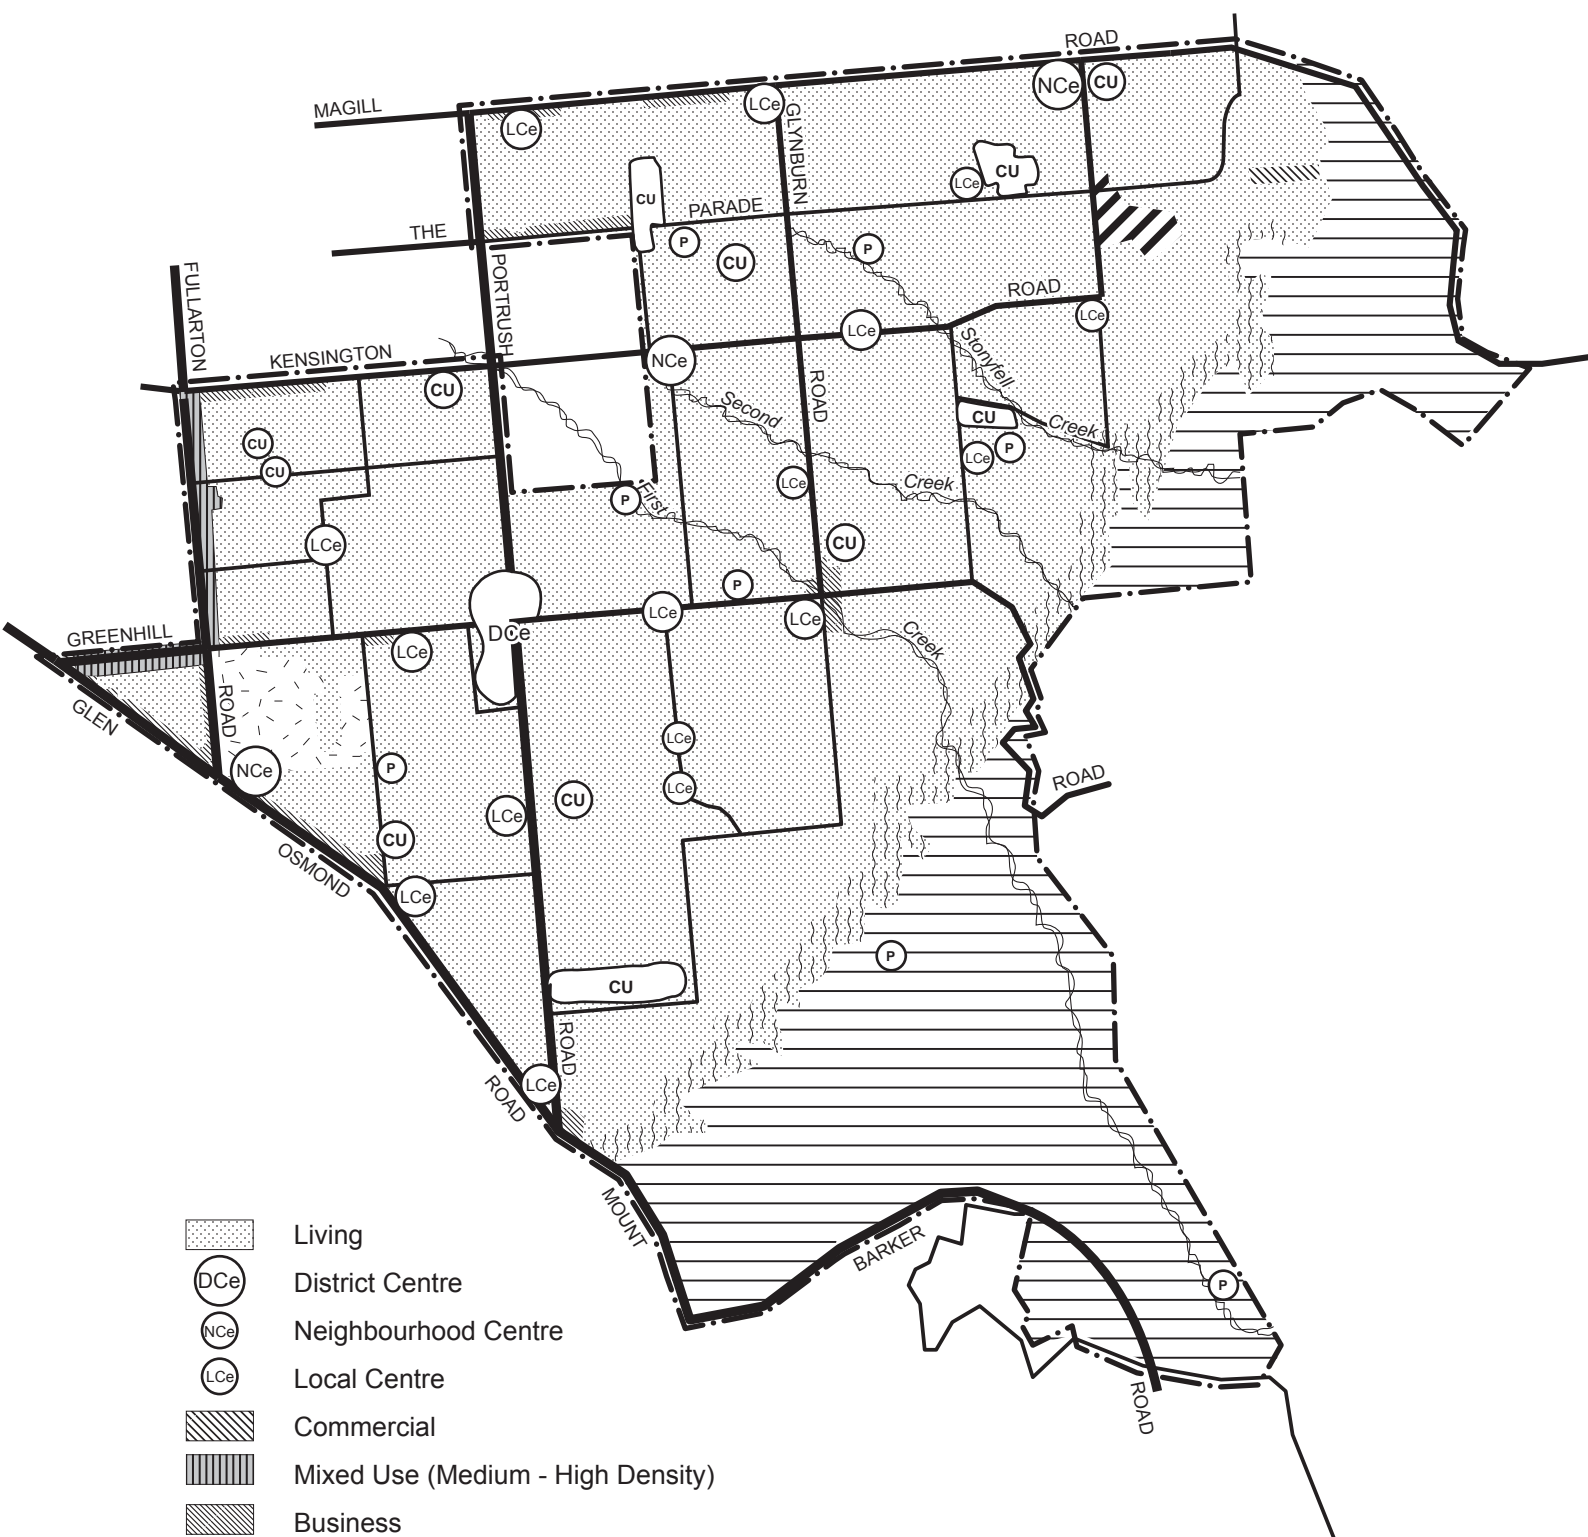 ROAD
MAGILL
NCe
CU
LCe
LCe
GLYNBURN
CU
LCe
CU
PARADE
THE
P
CU
P
FULLARTON
PORTRUSH
ROAD
LCe
LCe
KENSINGTON
NCe
Stonyfell
CU
ROAD
Second
CU
Creek
CU
P
LCe
CU
LCe
Creek
P
First
LCe
CU
P
LCe
LCe
DCe
Creek
GREENHILL
LCe
ROAD
GLEN
LCe
NCe
P
ROAD
LCe
CU
LCe
CU
OSMOND
LCe
P
CU
ROAD
LCe
ROAD
MOUNT
BARKER
P
ROAD
Living
DCe District Centre
NCe Neighbourhood Centre
LCe Local Centre
Commercial
Mixed Use (Medium - High Density)
Business